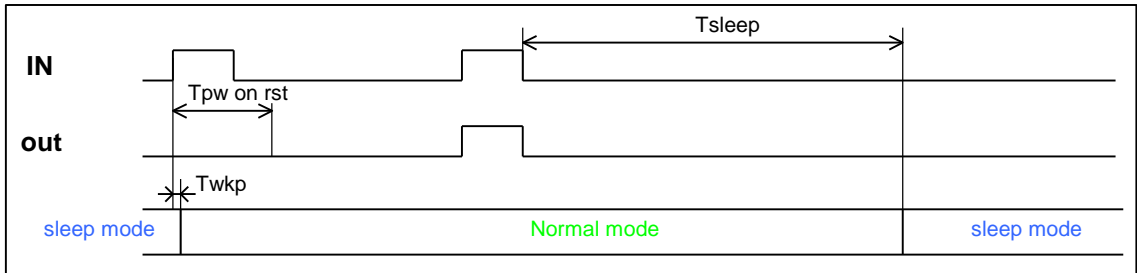 Tsleep
IN
Tpw on rst
out
Twkp
sleep mode
Normal mode
sleep mode